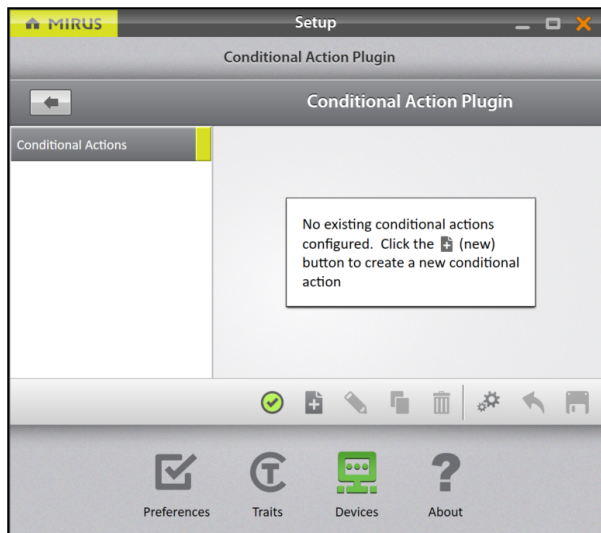 MIRUS
Setup
Conditional Action Plugin
Conditional Action Plugin
Conditional Actions
No existing conditional actions
configured. Click the (new)
button to create a new conditional
action
Preferences
Traits
Devices
About